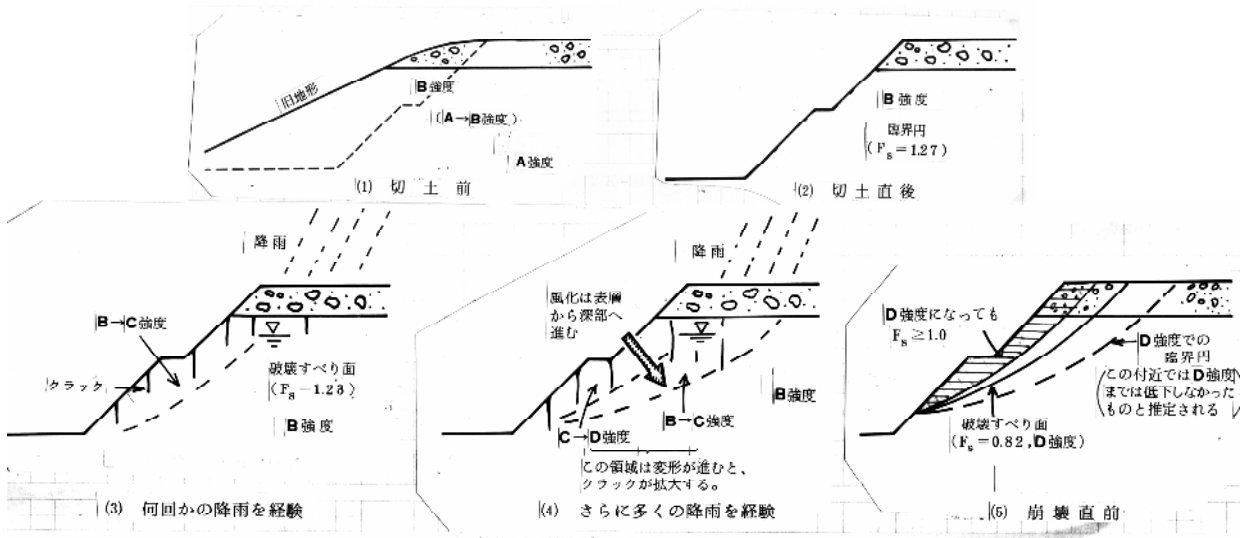 旧地形
B強度
(A→B強度)
A強度
(1) 切土前
B強度
臨界円
(Fs=1.27)
(2) 切土直後
降雨
B→C強度
クラック
破壊すべり面
(Fs=1.23)
B強度
(3) 何回かの降雨を経験
降雨
風化は表層
から深部へ
進む
B強度
B→C強度
C→D強度
この領域は変形が進むと、
クラックが拡大する。
(4) さらに多くの降雨を経験
D強度になっても
Fs≥1.0
D強度での
臨界円
(この付近ではD強度
までは低下しなかった
ものと推定される)
破壊すべり面
(Fs=0.82,D強度)
(5) 崩壊直前